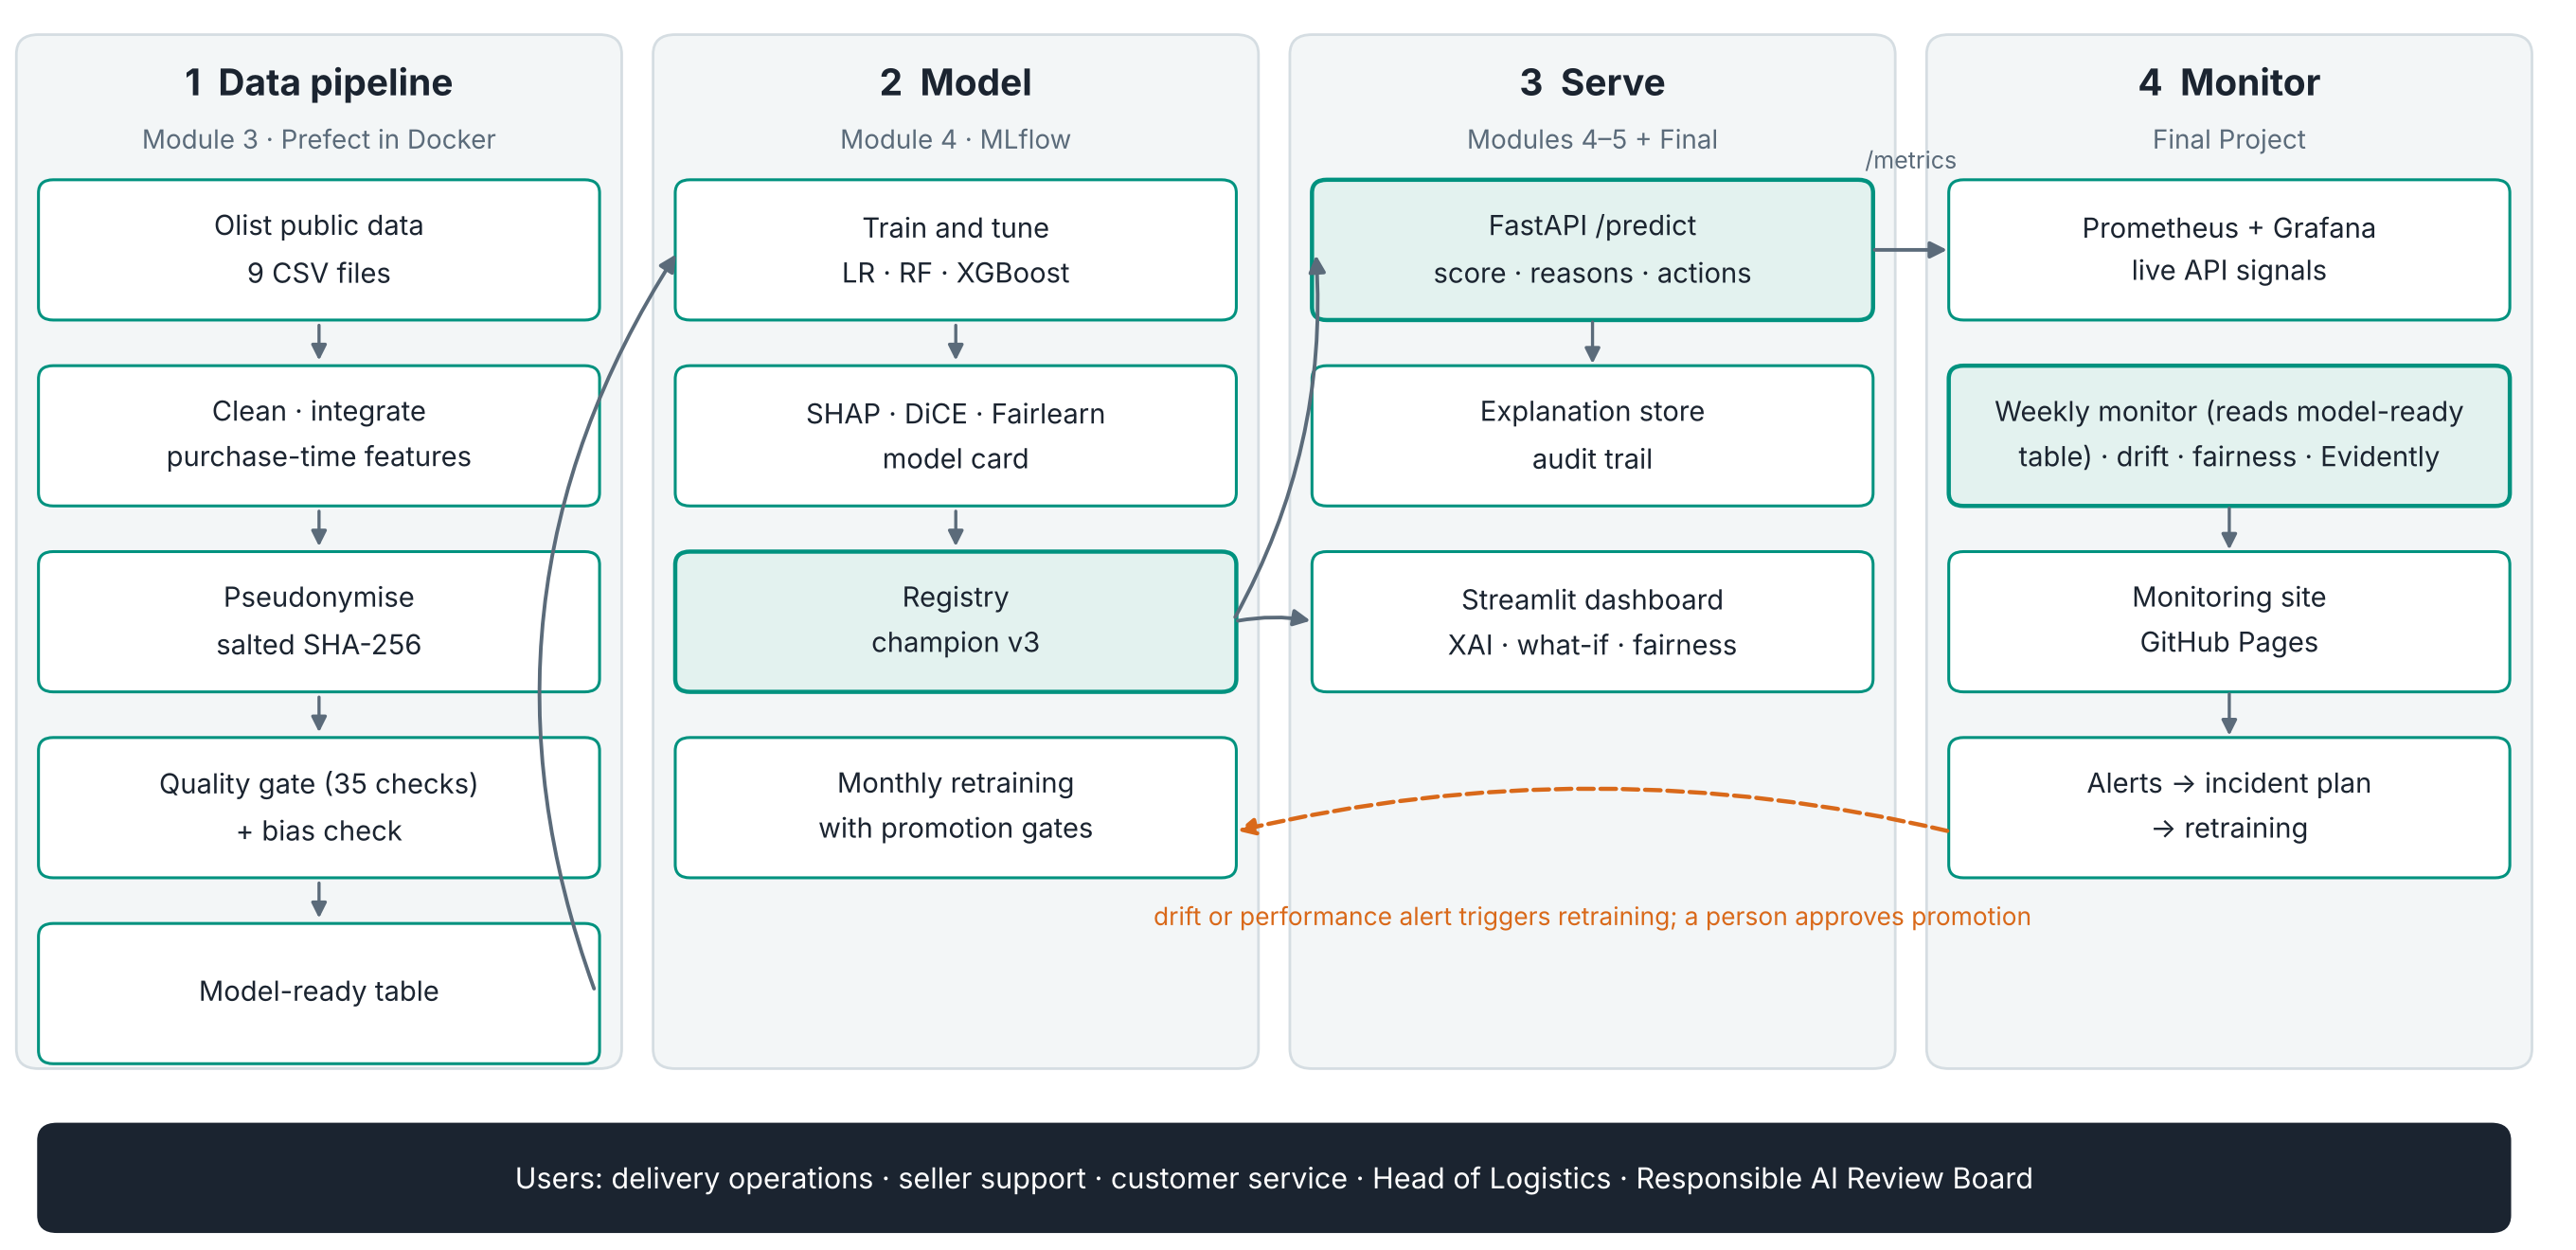 1 Data pipeline
Module 3 · Prefect in Docker
Olist public data
9 CSV files
Clean · integrate
purchase-time features
Pseudonymise
salted SHA-256
Quality gate (35 checks)
+ bias check
Model-ready table
2 Model
Module 4 · MLflow
Train and tune
LR · RF · XGBoost
SHAP · DiCE · Fairlearn
model card
Registry
champion v3
Monthly retraining
with promotion gates
3 Serve
Modules 4–5 + Final
FastAPI /predict
score · reasons · actions
Explanation store
audit trail
Streamlit dashboard
XAI · what-if · fairness
/metrics
4 Monitor
Final Project
Prometheus + Grafana
live API signals
Weekly monitor (reads model-ready
table) · drift · fairness · Evidently
Monitoring site
GitHub Pages
Alerts → incident plan
→ retraining
drift or performance alert triggers retraining; a person approves promotion
Users: delivery operations · seller support · customer service · Head of Logistics · Responsible AI Review Board